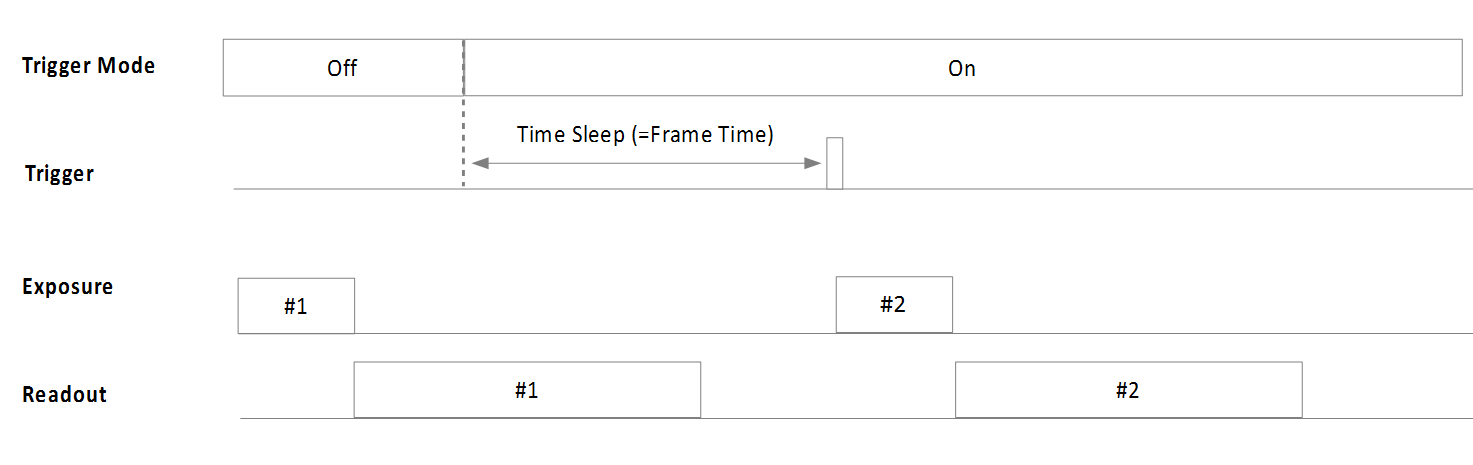 Trigger Mode
Off
On
Time Sleep (=Frame Time)
Trigger
Exposure
#1
#2
Readout
#1
#2